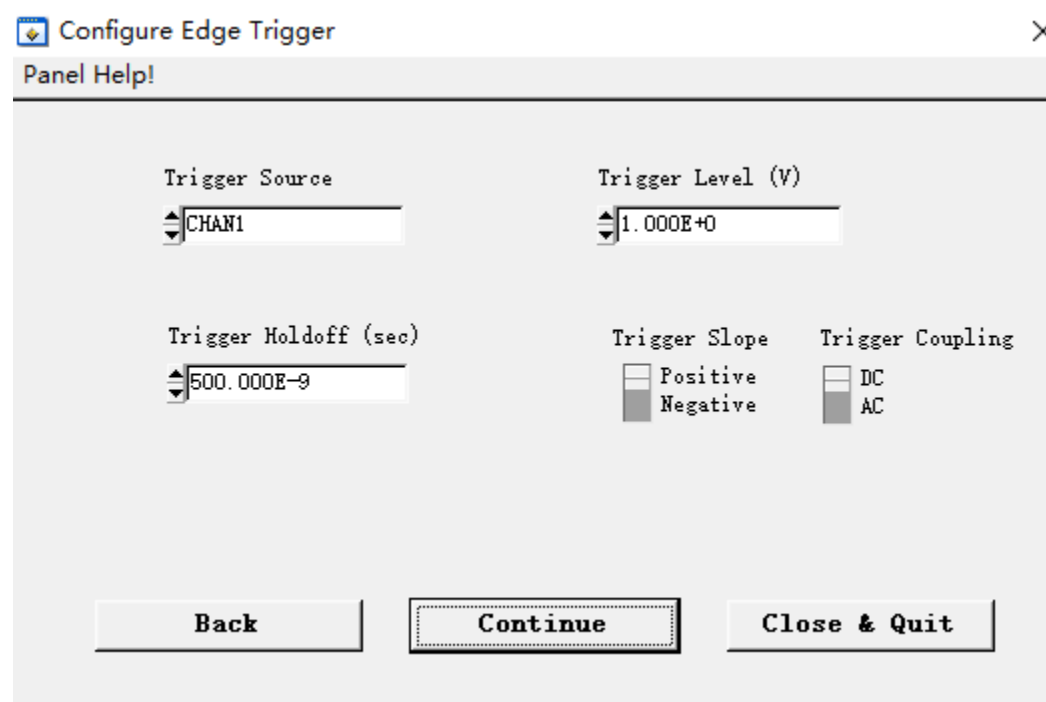 Configure Edge Trigger
Panel Help!
Trigger Source
Trigger Level (V)
CHAN1
1.000E+0
Trigger Holdoff (sec)
Trigger Slope
Trigger Coupling
500.000E-9
Positive
DC
Negative
AC
Back
Continue
Close & Quit